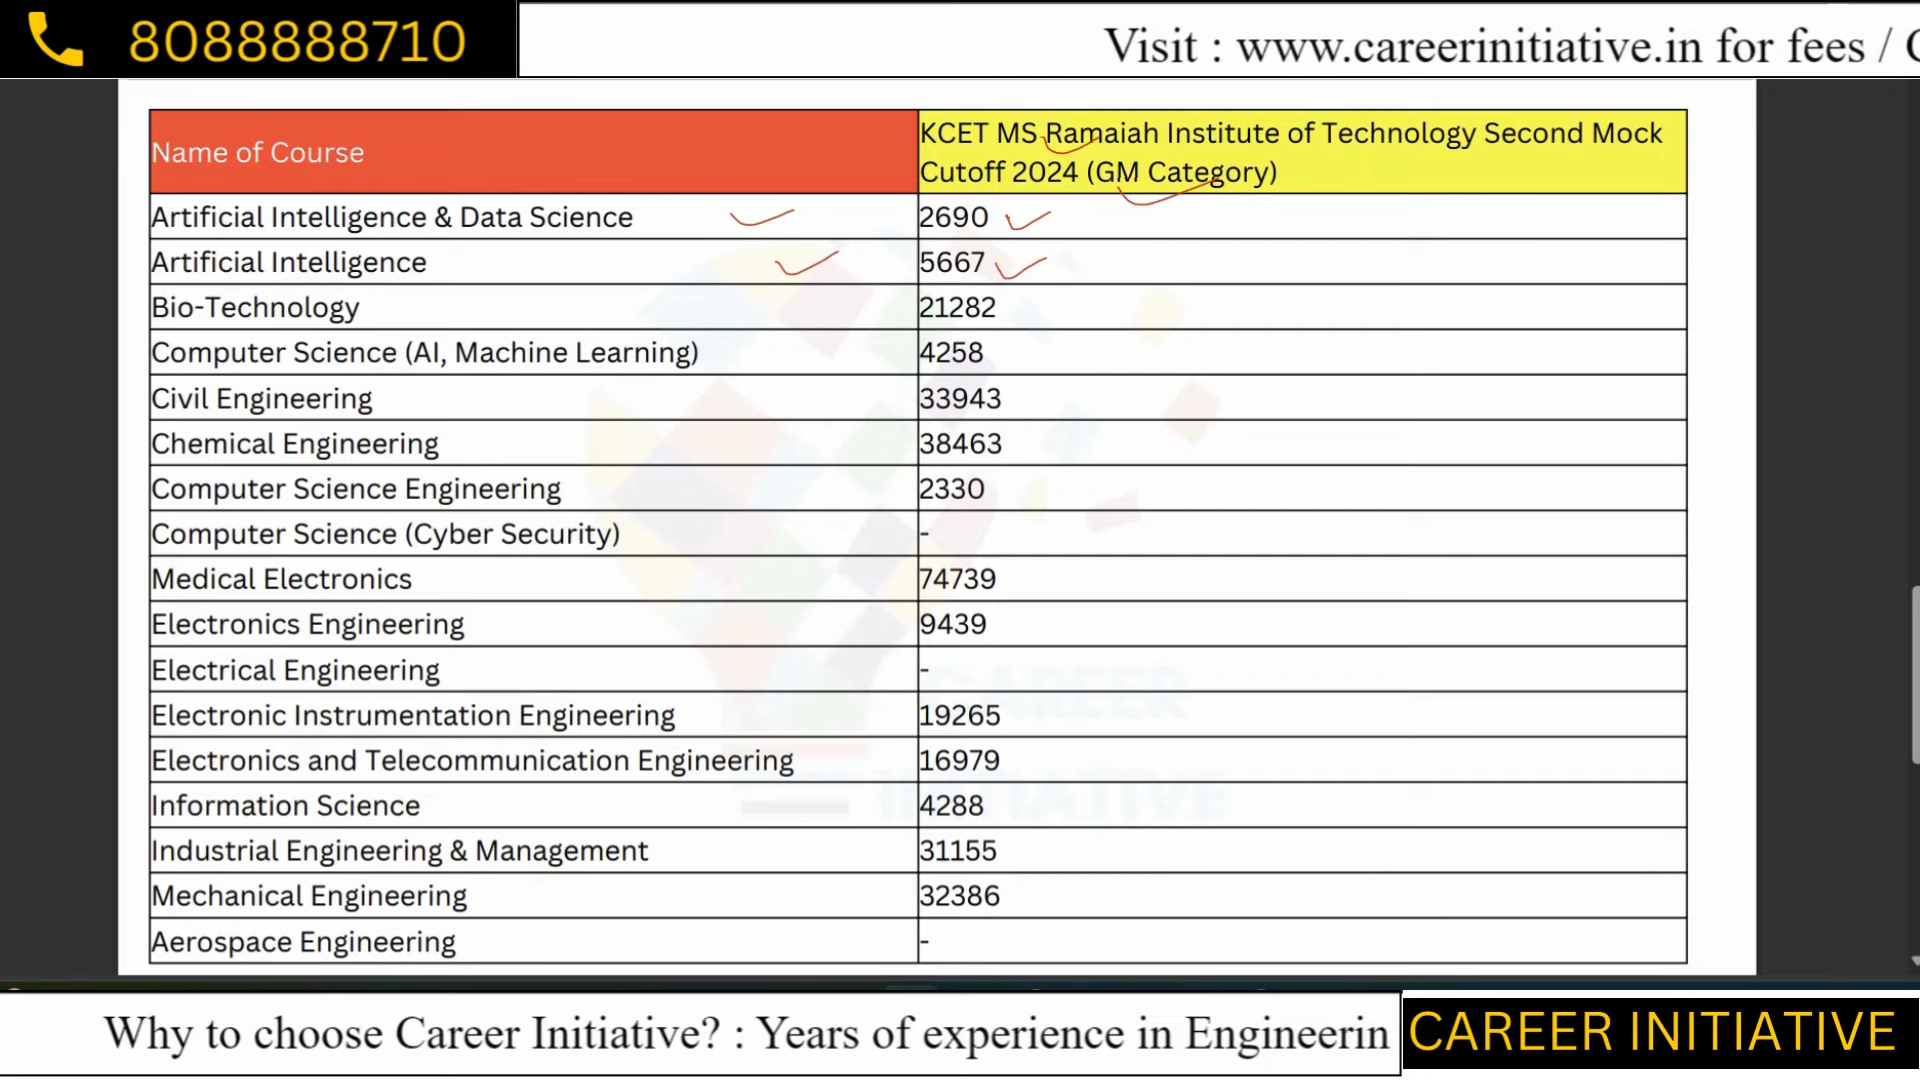 8088888710
Visit : www.careerinitiative.in for fees /
Name of Course
KCET MS Ramaiah Institute of Technology Second Mock
Cutoff 2024 (GM Category)
Artificial Intelligence & Data Science 2690
Artificial Intelligence 5667
Bio-Technology 21282
Computer Science (AI, Machine Learning) 4258
Civil Engineering 33943
Chemical Engineering 38463
Computer Science Engineering 2330
Computer Science (Cyber Security) -
Medical Electronics 74739
Electronics Engineering 9439
Electrical Engineering -
Electronic Instrumentation Engineering 19265
Electronics and Telecommunication Engineering 16979
Information Science 4288
Industrial Engineering & Management 31155
Mechanical Engineering 32386
Aerospace Engineering -
CAREER
INITIATIVE
Why to choose Career Initiative? : Years of experience in Engineerin
CAREER INITIATIVE